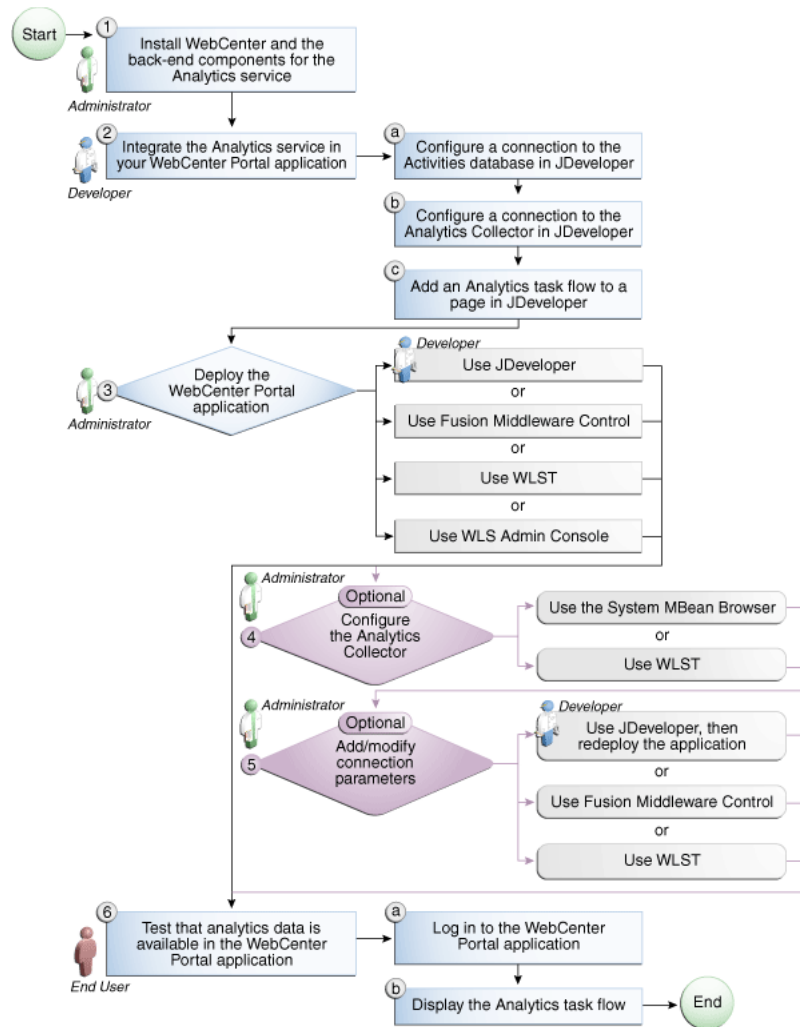 Start
1
Install WebCenter and the
back-end components for the
Analytics service
Administrator
2
Integrate the Analytics service in
your WebCenter Portal application
Developer
a
Configure a connection to the
Activities database in JDeveloper
b
Configure a connection to the
Analytics Collector in JDeveloper
c
Add an Analytics task flow to a
page in JDeveloper
3
Deploy the
WebCenter Portal
application
Administrator
Developer
Use JDeveloper
or
Use Fusion Middleware Control
or
Use WLST
or
Use WLS Admin Console
Administrator
Optional
4
Configure
the Analytics
Collector
Use the System MBean Browser
or
Use WLST
Administrator
Optional
5
Add/modify
connection
parameters
Developer
Use JDeveloper, then
redeploy the application
or
Use Fusion Middleware Control
or
Use WLST
6
Test that analytics data is
available in the WebCenter
Portal application
End User
a
Log in to the WebCenter
Portal application
b
Display the Analytics task flow
End